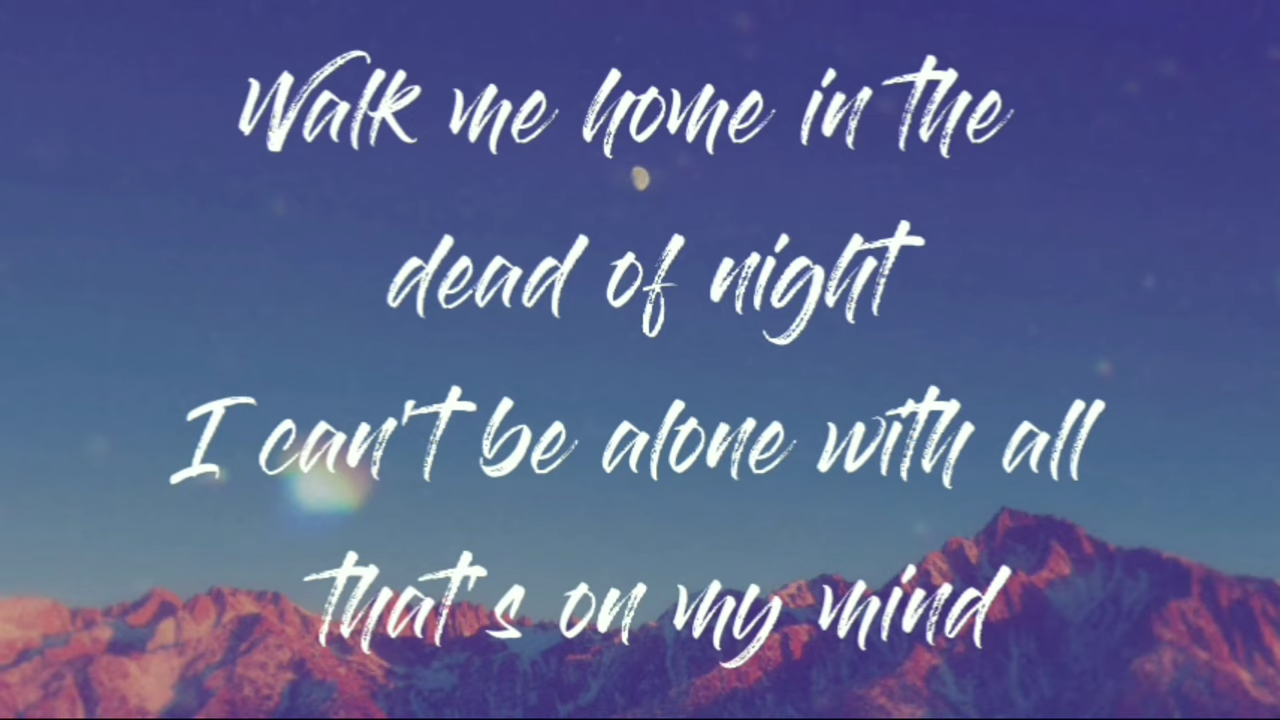 Walk me home in the
dead of night
I can't be alone with all
that's on my mind